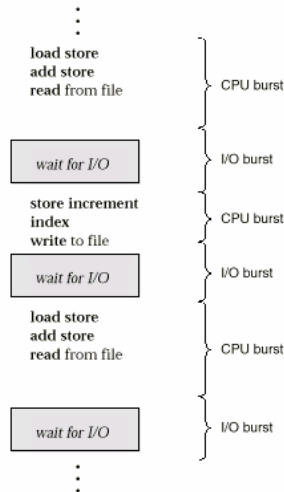 load store
add store
read from file
CPU burst
wait for I/O
I/O burst
store increment
index
write to file
CPU burst
wait for I/O
I/O burst
load store
add store
read from file
CPU burst
wait for I/O
I/O burst